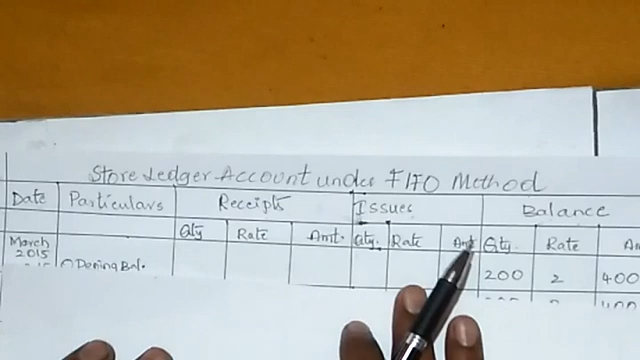 Store Ledger Account under FIFO Method
Date Particulars Receipts Issues Balance
Qty Rate Amt. Qty. Rate Amt Qty. Rate Am
March 2015 Opening Bal. 200 2 400